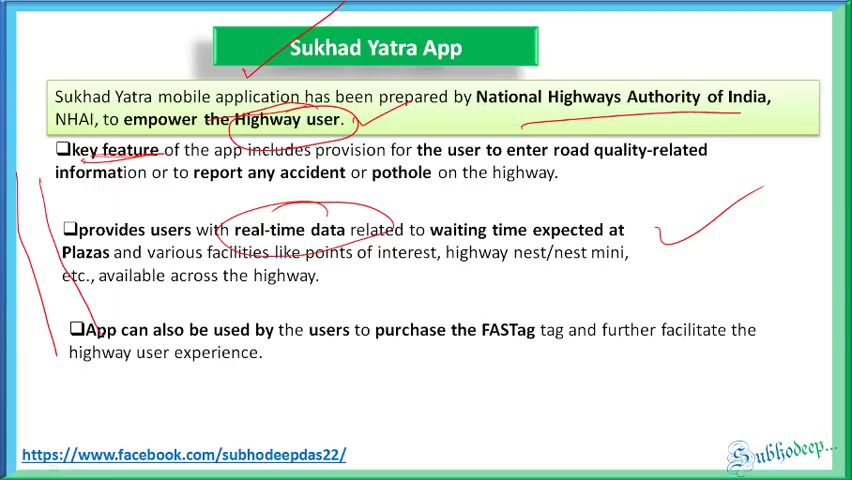 Sukhad Yatra App
Sukhad Yatra mobile application has been prepared by National Highways Authority of India,
NHAI, to empower the Highway user.
❑key feature of the app includes provision for the user to enter road quality-related
information or to report any accident or pothole on the highway.
❑provides users with real-time data related to waiting time expected at
Plazas and various facilities like points of interest, highway nest/nest mini,
etc., available across the highway.
❑App can also be used by the users to purchase the FASTag tag and further facilitate the
highway user experience.
https://www.facebook.com/subhodeepdas22/
Subhodeep...